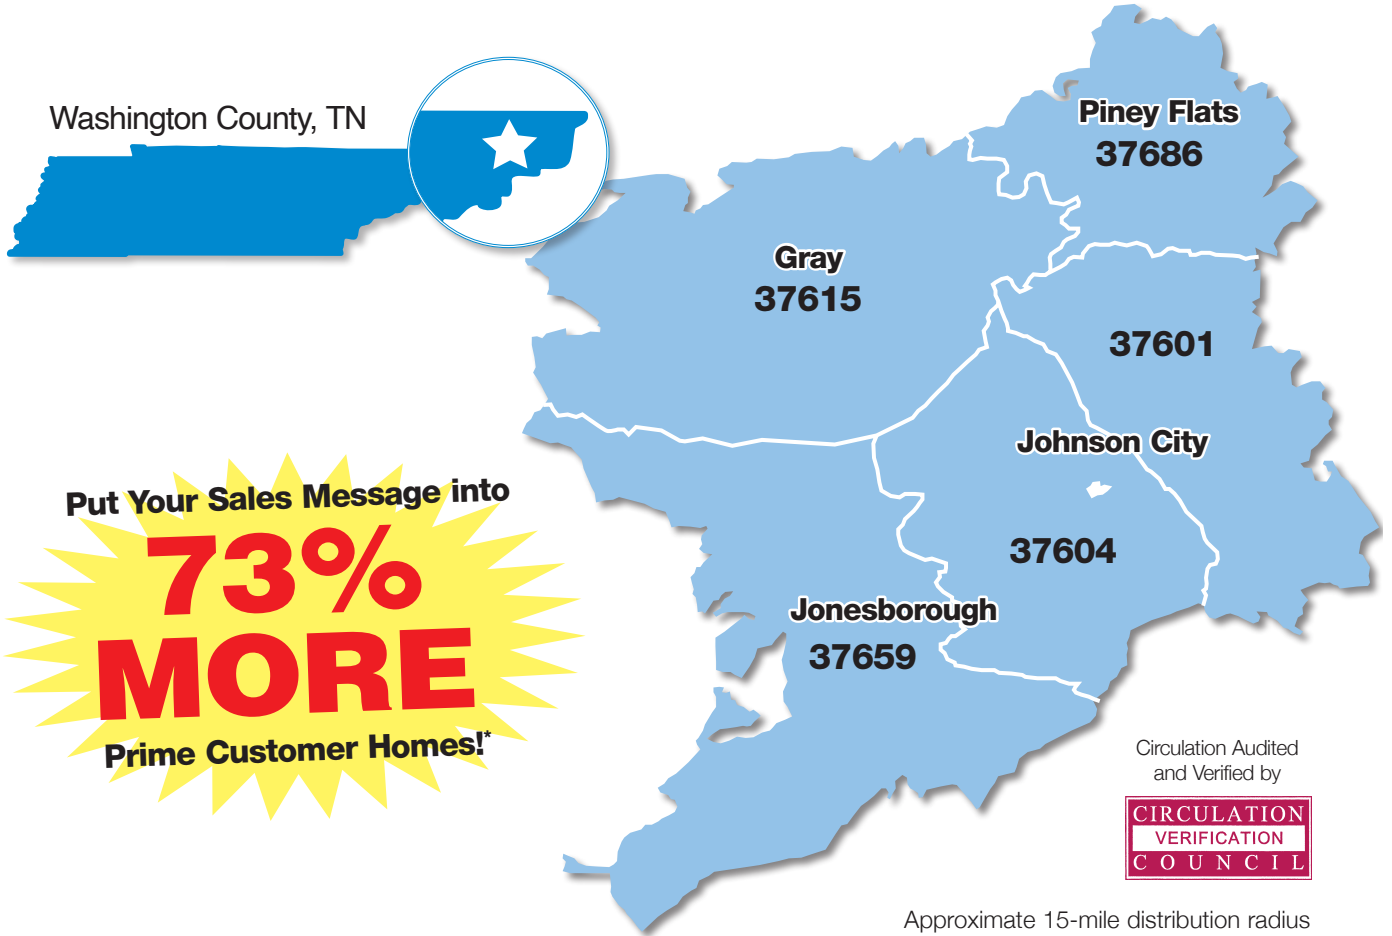 Washington County, TN
Piney Flats
37686
Gray
37615
37601
Johnson City
37604
Jonesborough
37659
Put Your Sales Message into
73%
MORE
Prime Customer Homes!*
Circulation Audited
and Verified by
CIRCULATION
VERIFICATION
COUNCIL
Approximate 15-mile distribution radius